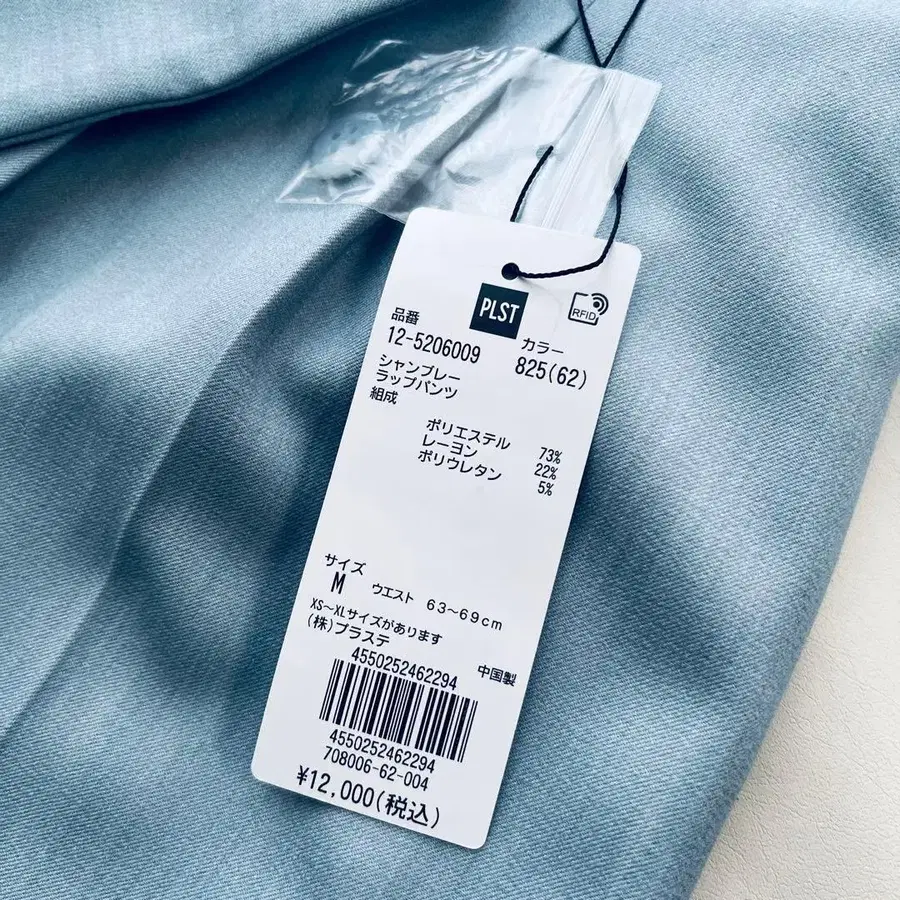 PLST
RFID
品番
12-5206009
カラー
825(62)
シャンブレー
ラップパンツ
組成
ポリエステル 73%
レーヨン 22%
ポリウレタン 5%
サイズ
M ウエスト 63~69cm
XS~XLサイズがあります
(株)プラステ
4550252462294 中国製
4550252462294
708006-62-004
¥12,000(税込)